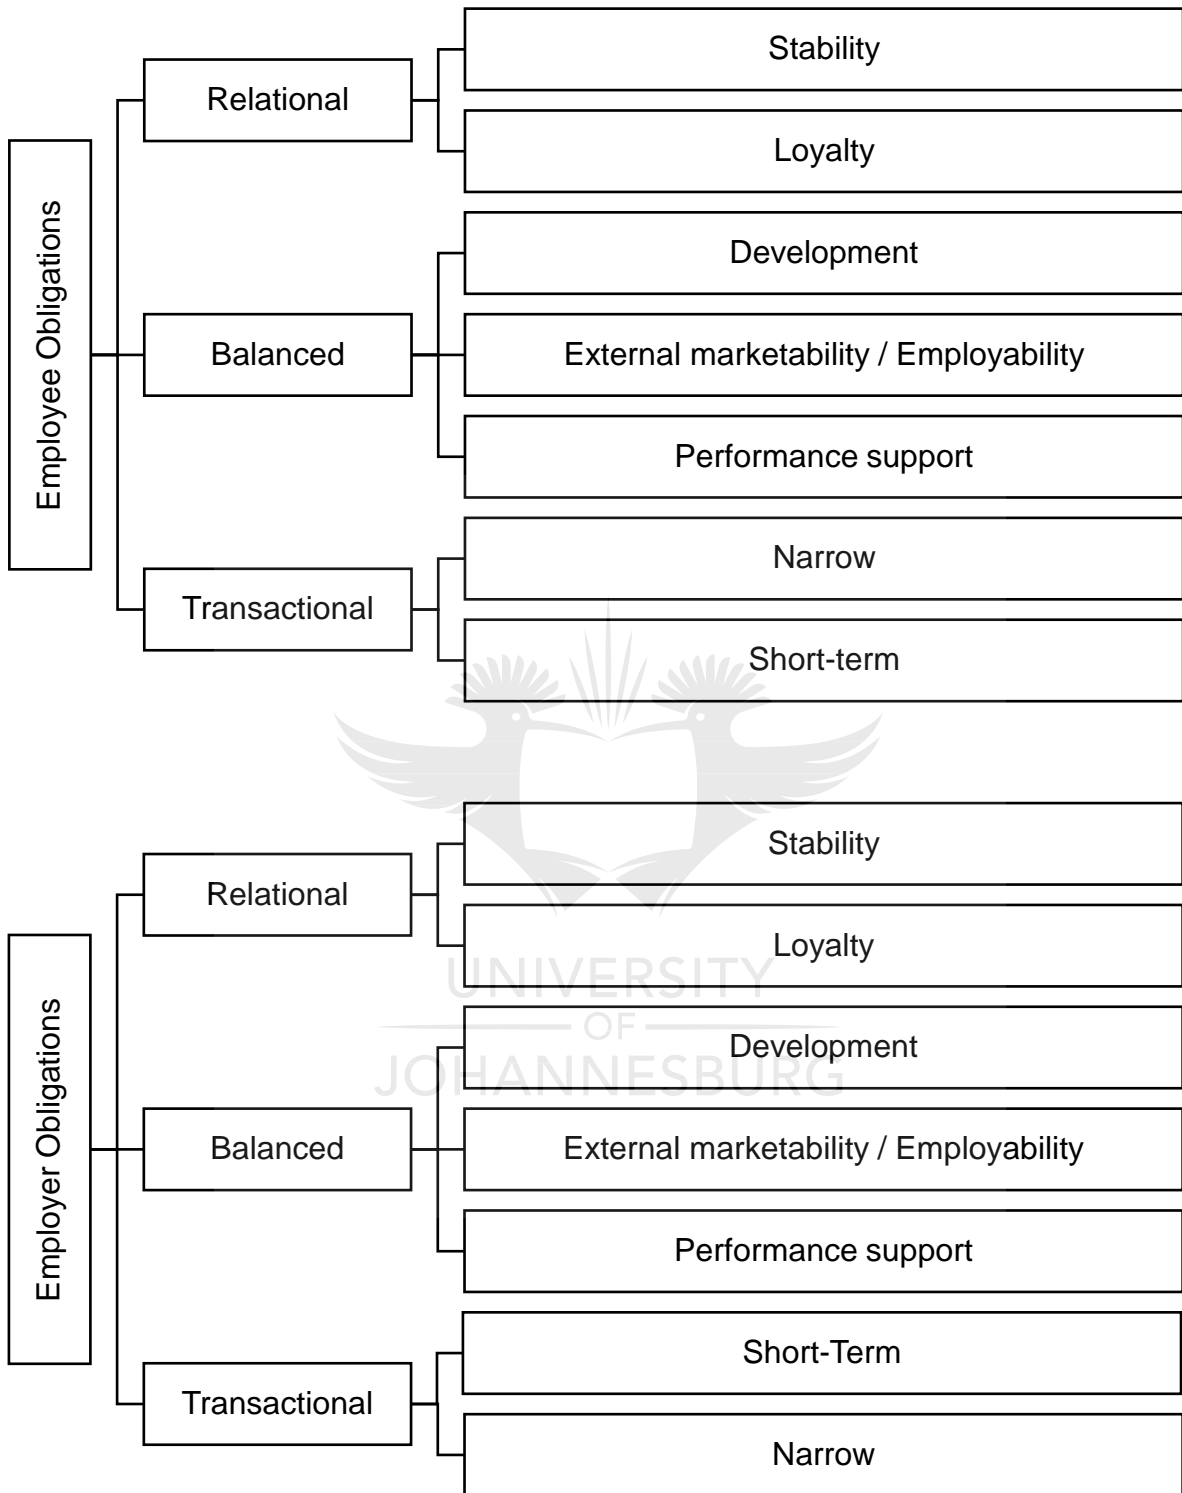 Employee Obligations
Relational
Stability
Loyalty
Balanced
Development
External marketability / Employability
Performance support
Transactional
Narrow
Short-term
Employer Obligations
Relational
Stability
Loyalty
Balanced
Development
External marketability / Employability
Performance support
Transactional
Short-Term
Narrow
UNIVERSITY
OF
JOHANNESBURG